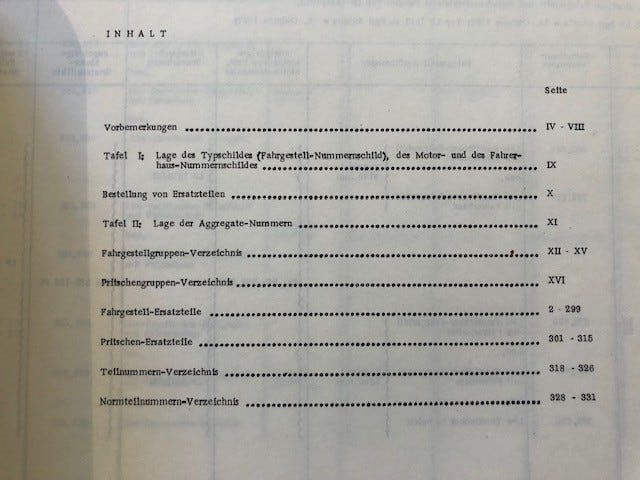 INHALT
Seite
Vorbemerkungen ........................ IV - VIII
Tafel I: Lage des Typschildes (Fahrgestell-Nummernschild), des Motor- und des Fahrer-
haus-Nummernschildes ........................ IX
Bestellung von Ersatzteilen ........................ X
Tafel II: Lage der Aggregate-Nummern ........................ XI
Fahrgestellgruppen-Verzeichnis ........................ XII - XV
Pritschengruppen-Verzeichnis ........................ XVI
Fahrgestell-Ersatzteile ........................ 2 - 299
Pritschen-Ersatzteile ........................ 301 - 315
Teilnummern-Verzeichnis ........................ 318 - 326
Normteilnummern-Verzeichnis ........................ 328 - 331